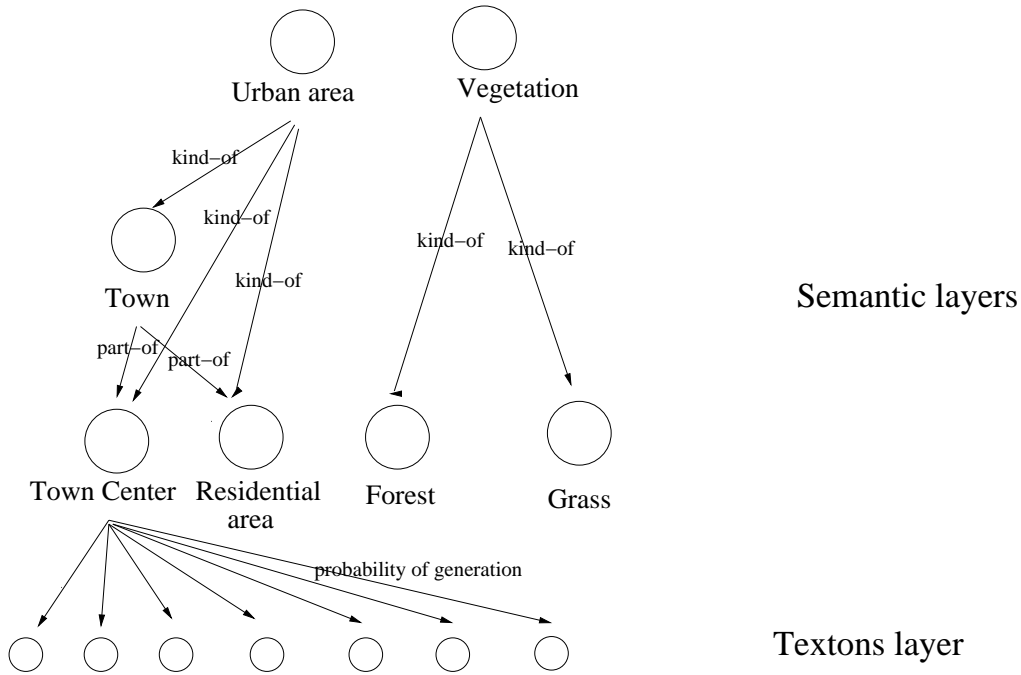 Urban area
Vegetation
kind−of
kind−of
kind−of
kind−of
kind−of
Town
Semantic layers
part−of
part−of
Town Center
Residential
area
Forest
Grass
probability of generation
Textons layer